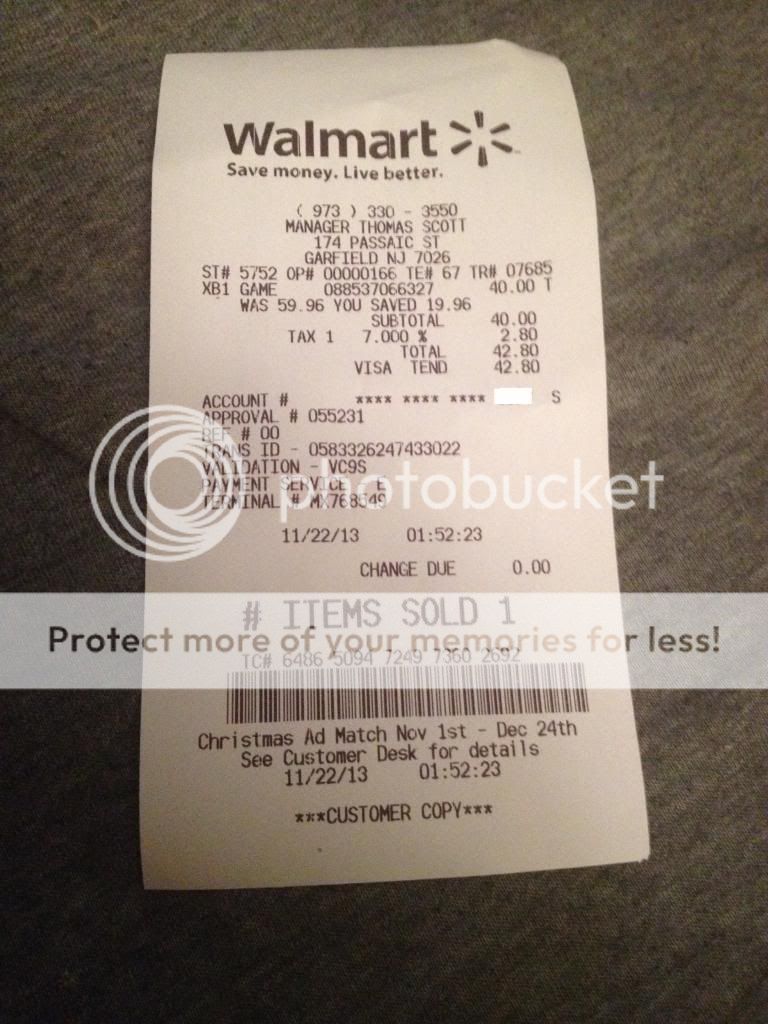 Walmart
Save money. Live better.
( 973 ) 330 - 3550
MANAGER THOMAS SCOTT
174 PASSAIC ST
GARFIELD NJ 7026
ST# 5752 OP# 00000166 TE# 67 TR# 07685
XB1 GAME 088537066327 40.00 T
WAS 59.96 YOU SAVED 19.96
SUBTOTAL 40.00
TAX 1 7.000 % 2.80
TOTAL 42.80
VISA TEND 42.80
ACCOUNT # **** **** **** S
APPROVAL # 055231
REF # 00
TRANS ID - 0583326247433022
VALIDATION - VC9S
PAYMENT SERVICE - E
TERMINAL # MX768549
photobucket
11/22/13 01:52:23
CHANGE DUE 0.00
# ITEMS SOLD 1
Protect more of your memories for less!
TC# 6486 5094 7249 7360 2692
Christmas Ad Match Nov 1st - Dec 24th
See Customer Desk for details
11/22/13 01:52:23
***CUSTOMER COPY***